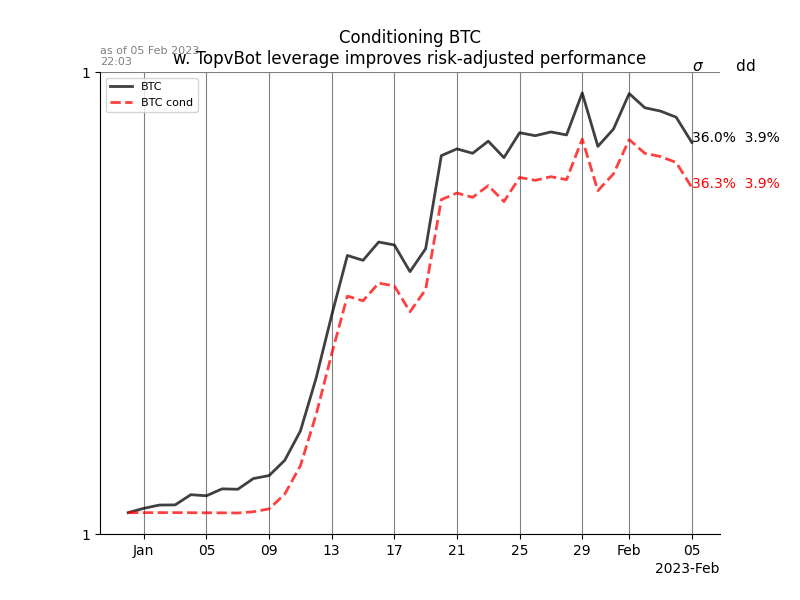 Conditioning BTC
w. TopvBot leverage improves risk-adjusted performance
as of 05 Feb 2023
22:03
σ dd
1
BTC
BTC cond
36.0% 3.9%
36.3% 3.9%
1
Jan 05 09 13 17 21 25 29 Feb 05
2023-Feb